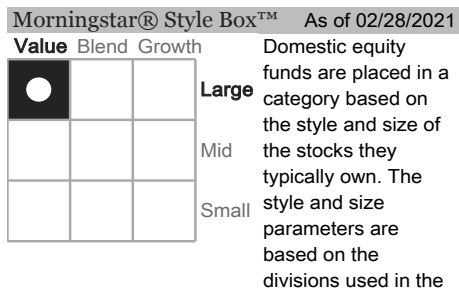 Morningstar® Style Box™ As of 02/28/2021
Value Blend Growth
Large
Mid
Small
Domestic equity
funds are placed in a
category based on
the style and size of
the stocks they
typically own. The
style and size
parameters are
based on the
divisions used in the